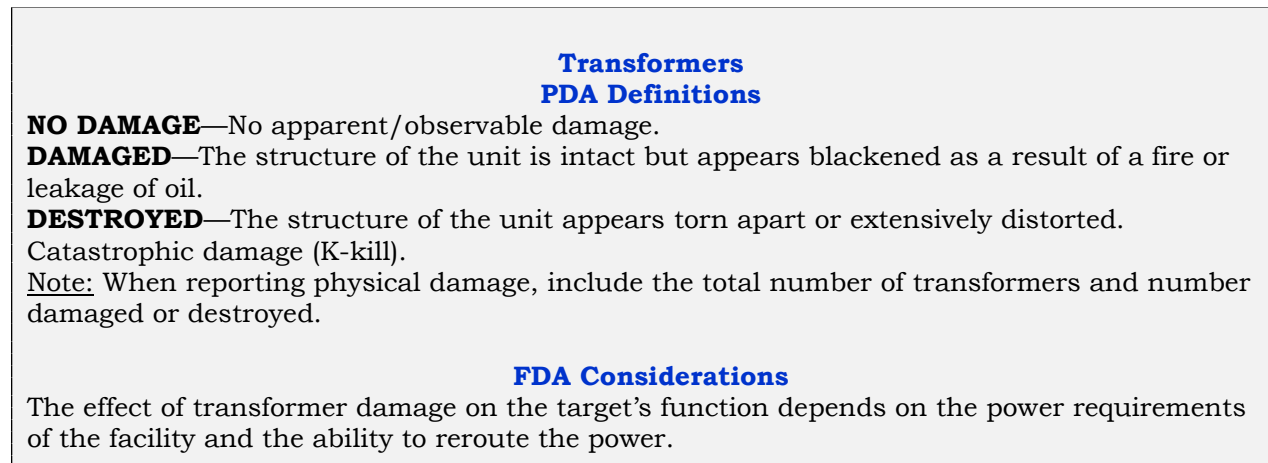 Transformers
PDA Definitions
NO DAMAGE—No apparent/observable damage.
DAMAGED—The structure of the unit is intact but appears blackened as a result of a fire or
leakage of oil.
DESTROYED—The structure of the unit appears torn apart or extensively distorted.
Catastrophic damage (K-kill).
Note: When reporting physical damage, include the total number of transformers and number
damaged or destroyed.
FDA Considerations
The effect of transformer damage on the target’s function depends on the power requirements
of the facility and the ability to reroute the power.